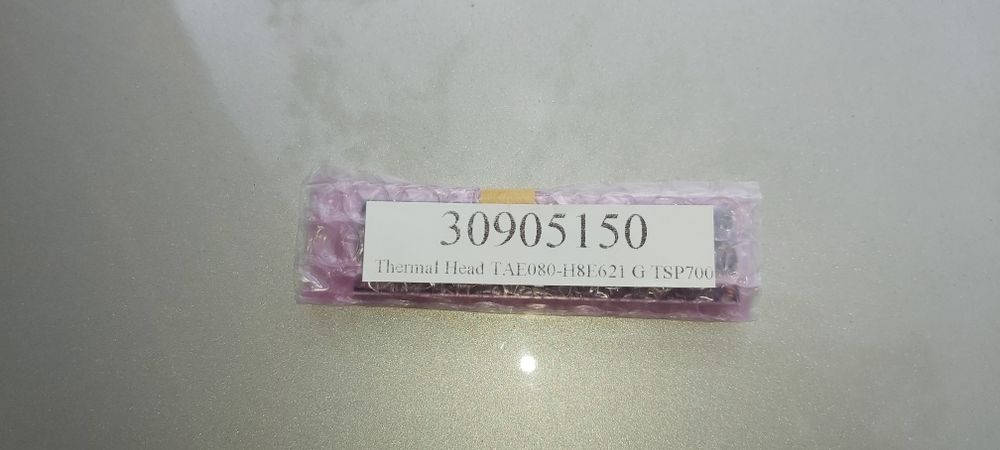 30905150
Thermal Head TAE080-H8E621 G TSP700